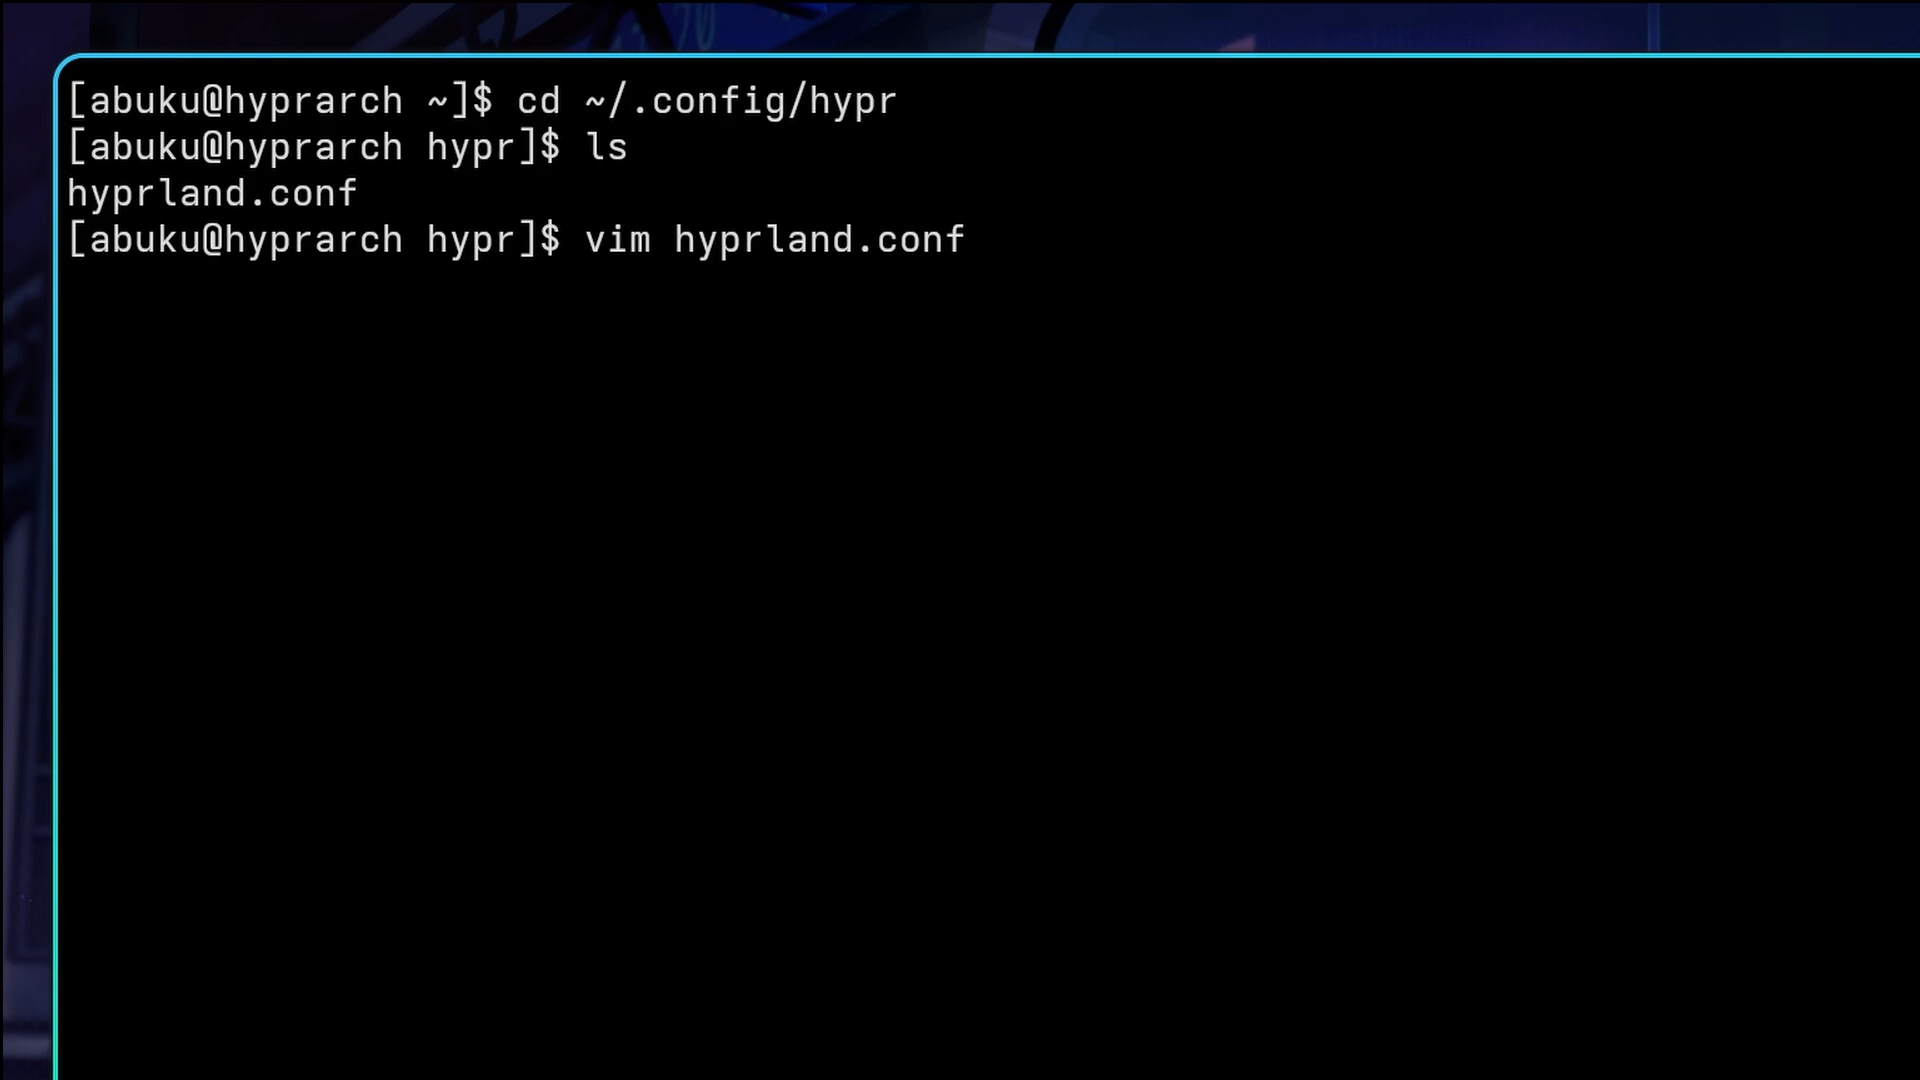 [abuku@hyprarch ~]$ cd ~/.config/hypr
[abuku@hyprarch hypr]$ ls
hyprland.conf
[abuku@hyprarch hypr]$ vim hyprland.conf